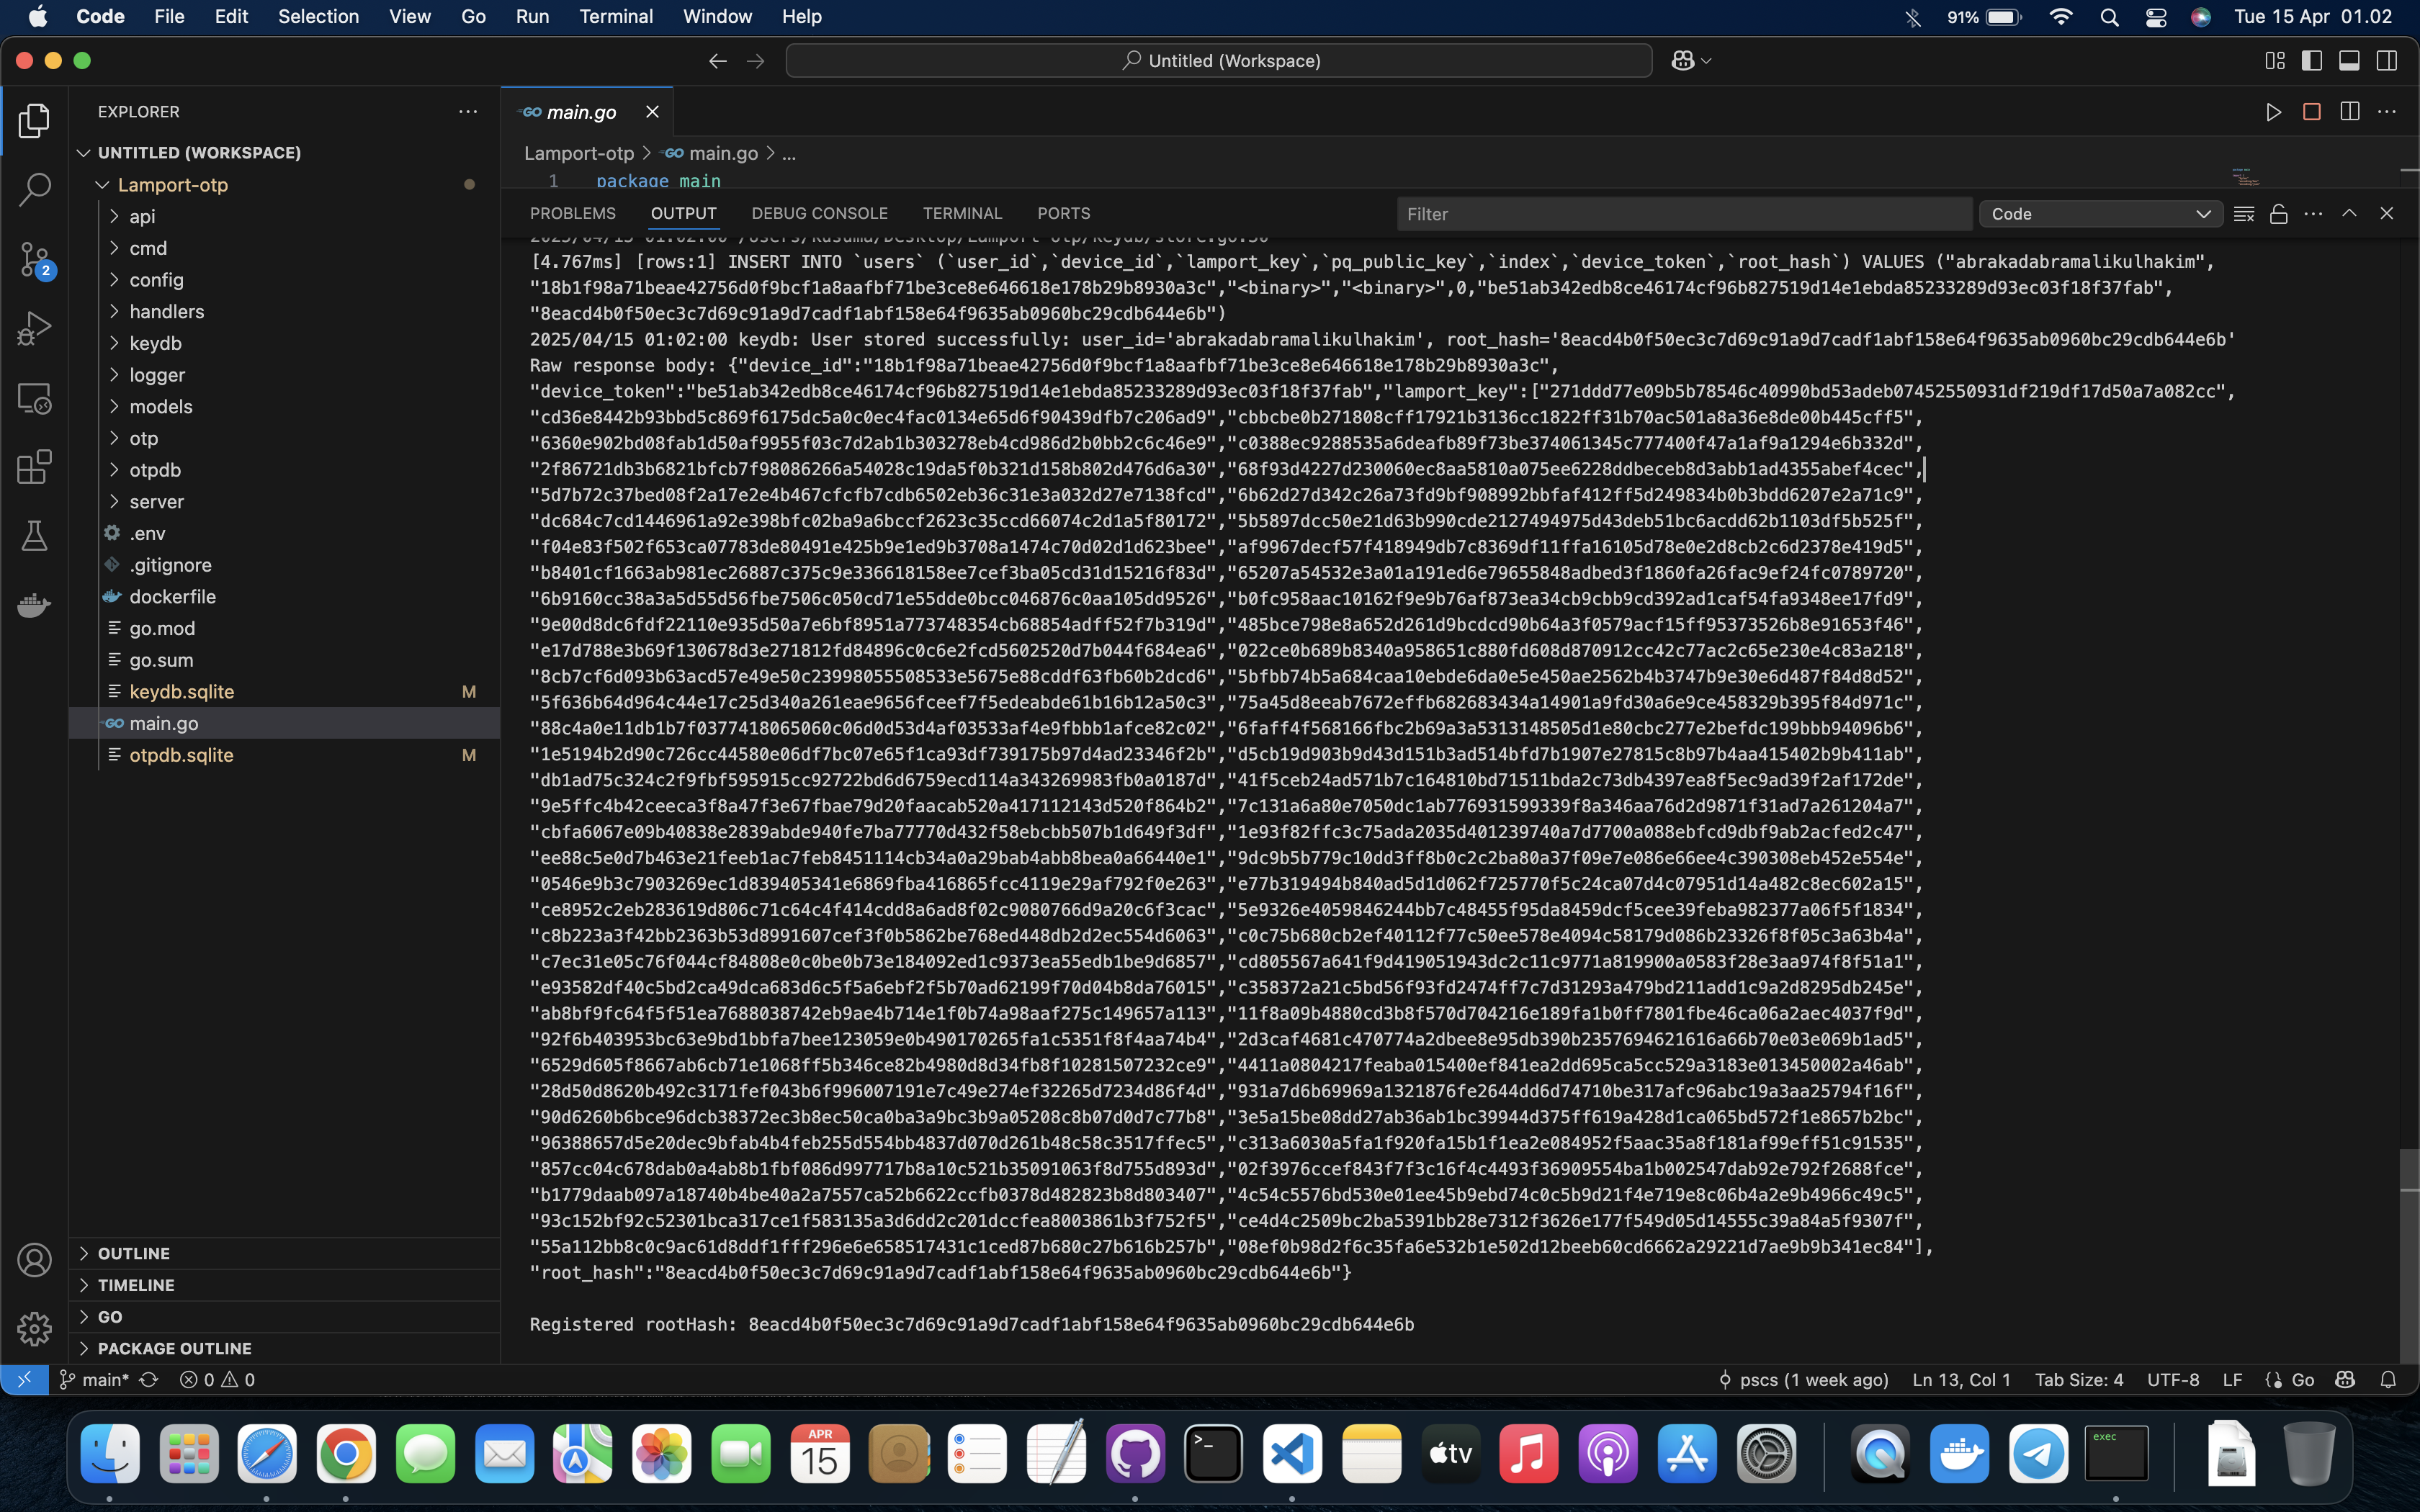 Code File Edit Selection View Go Run Terminal Window Help 91% Tue 15 Apr 01.02
Untitled (Workspace)
EXPLORER
UNTITLED (WORKSPACE)
Lamport-otp
api
cmd
config
handlers
keydb
logger
models
otp
otpdb
server
.env
.gitignore
dockerfile
go.mod
go.sum
keydb.sqlite M
main.go
otpdb.sqlite M
OUTLINE
TIMELINE
GO
PACKAGE OUTLINE
main.go
Lamport-otp > main.go > ...
1 package main
PROBLEMS OUTPUT DEBUG CONSOLE TERMINAL PORTS Filter Code
[4.767ms] [rows:1] INSERT INTO `users` (`user_id`,`device_id`,`lamport_key`,`pq_public_key`,`index`,`device_token`,`root_hash`) VALUES ("abrakadabramalikulhakim",
"18b1f98a71beae42756d0f9bcf1a8aafbf71be3ce8e646618e178b29b8930a3c","<binary>","<binary>",0,"be51ab342edb8ce46174cf96b827519d14e1ebda85233289d93ec03f18f37fab",
"8eacd4b0f50ec3c7d69c91a9d7cadf1abf158e64f9635ab0960bc29cdb644e6b")
2025/04/15 01:02:00 keydb: User stored successfully: user_id='abrakadabramalikulhakim', root_hash='8eacd4b0f50ec3c7d69c91a9d7cadf1abf158e64f9635ab0960bc29cdb644e6b'
Raw response body: {"device_id":"18b1f98a71beae42756d0f9bcf1a8aafbf71be3ce8e646618e178b29b8930a3c",
"device_token":"be51ab342edb8ce46174cf96b827519d14e1ebda85233289d93ec03f18f37fab","lamport_key":["271ddd77e09b5b78546c40990bd53adeb07452550931df219df17d50a7a082cc",
"cd36e8442b93bbd5c869f6175dc5a0c0ec4fac0134e65d6f90439dfb7c206ad9","cbbcbe0b271808cff17921b3136cc1822ff31b70ac501a8a36e8de00b445cff5",
"6360e902bd08fab1d50af9955f03c7d2ab1b303278eb4cd986d2b0bb2c6c46e9","c0388ec9288535a6deafb89f73be374061345c777400f47a1af9a1294e6b332d",
"2f86721db3b6821bfcb7f98086266a54028c19da5f0b321d158b802d476d6a30","68f93d4227d230060ec8aa5810a075ee6228ddbeceb8d3abb1ad4355abef4cec",
"5d7b72c37bed08f2a17e2e4b467cfcfb7cdb6502eb36c31e3a032d27e7138fcd","6b62d27d342c26a73fd9bf908992bbfaf412ff5d249834b0b3bdd6207e2a71c9",
"dc684c7cd1446961a92e398bfc02ba9a6bccf2623c35ccd66074c2d1a5f80172","5b5897dcc50e21d63b990cde2127494975d43deb51bc6acdd62b1103df5b525f",
"f04e83f502f653ca07783de80491e425b9e1ed9b3708a1474c70d02d1d623bee","af9967decf57f418949db7c8369df11ffa16105d78e0e2d8cb2c6d2378e419d5",
"b8401cf1663ab981ec26887c375c9e336618158ee7cef3ba05cd31d15216f83d","65207a54532e3a01a191ed6e79655848adbed3f1860fa26fac9ef24fc0789720",
"6b9160cc38a3a5d55d56fbe7506c050cd71e55dde0bcc046876c0aa105dd9526","b0fc958aac10162f9e9b76af873ea34cb9cbb9cd392ad1caf54fa9348ee17fd9",
"9e00d8dc6fdf22110e935d50a7e6bf8951a773748354cb68854adff52f7b319d","485bce798e8a652d261d9bcdcd90b64a3f0579acf15ff95373526b8e91653f46",
"e17d788e3b69f130678d3e271812fd84896c0c6e2fcd5602520d7b044f684ea6","022ce0b689b8340a958651c880fd608d870912cc42c77ac2c65e230e4c83a218",
"8cb7cf6d093b63acd57e49e50c23998055508533e5675e88cddf63fb60b2dcd6","5bfbb74b5a684caa10ebde6da0e5e450ae2562b4b3747b9e30e6d487f84d8d52",
"5f636b64d964c44e17c25d340a261eae9656fceef7f5edeabde61b16b12a50c3","75a45d8eeab7672effb682683434a14901a9fd30a6e9ce458329b395f84d971c",
"88c4a0e11db1b7f0377418065060c06d0d53d4af03533af4e9fbbb1afce82c02","6faff4f568166fbc2b69a3a5313148505d1e80cbc277e2befdc199bbb94096b6",
"1e5194b2d90c726cc44580e06df7bc07e65f1ca93df739175b97d4ad23346f2b","d5cb19d903b9d43d151b3ad514bfd7b1907e27815c8b97b4aa415402b9b411ab",
"db1ad75c324c2f9fbf595915cc92722bd6d6759ecd114a343269983fb0a0187d","41f5ceb24ad571b7c164810bd71511bda2c73db4397ea8f5ec9ad39f2af172de",
"9e5ffc4b42ceeca3f8a47f3e67fbae79d20faacab520a417112143d520f864b2","7c131a6a80e7050dc1ab776931599339f8a346aa76d2d9871f31ad7a261204a7",
"cbfa6067e09b40838e2839abde940fe7ba77770d432f58ebcbb507b1d649f3df","1e93f82ffc3c75ada2035d401239740a7d7700a088ebfcd9dbf9ab2acfed2c47",
"ee88c5e0d7b463e21feeb1ac7feb8451114cb34a0a29bab4abb8bea0a66440e1","9dc9b5b779c10dd3ff8b0c2c2ba80a37f09e7e086e66ee4c390308eb452e554e",
"0546e9b3c7903269ec1d839405341e6869fba416865fcc4119e29af792f0e263","e77b319494b840ad5d1d062f725770f5c24ca07d4c07951d14a482c8ec602a15",
"ce8952c2eb283619d806c71c64c4f414cdd8a6ad8f02c9080766d9a20c6f3cac","5e9326e4059846244bb7c48455f95da8459dcf5cee39feba982377a06f5f1834",
"c8b223a3f42bb2363b53d8991607cef3f0b5862be768ed448db2d2ec554d6063","c0c75b680cb2ef40112f77c50ee578e4094c58179d086b23326f8f05c3a63b4a",
"c7ec31e05c76f044cf84808e0c0be0b73e184092ed1c9373ea55edb1be9d6857","cd805567a641f9d419051943dc2c11c9771a819900a0583f28e3aa974f8f51a1",
"e93582df40c5bd2ca49dca683d6c5f5a6ebf2f5b70ad62199f70d04b8da76015","c358372a21c5bd56f93fd2474ff7c7d31293a479bd211add1c9a2d8295db245e",
"ab8bf9fc64f5f51ea7688038742eb9ae4b714e1f0b74a98aaf275c149657a113","11f8a09b4880cd3b8f570d704216e189fa1b0ff7801fbe46ca06a2aec4037f9d",
"92f6b403953bc63e9bd1bbfa7bee123059e0b490170265fa1c5351f8f4aa74b4","2d3caf4681c470774a2dbee8e95db390b2357694621616a66b70e03e069b1ad5",
"6529d605f8667ab6cb71e1068ff5b346ce82b4980d8d34fb8f10281507232ce9","4411a0804217feaba015400ef841ea2dd695ca5cc529a3183e013450002a46ab",
"28d50d8620b492c3171fef043b6f996007191e7c49e274ef32265d7234d86f4d","931a7d6b69969a1321876fe2644dd6d74710be317afc96abc19a3aa25794f16f",
"90d6260b6bce96dcb38372ec3b8ec50ca0ba3a9bc3b9a05208c8b07d0d7c77b8","3e5a15be08dd27ab36ab1bc39944d375ff619a428d1ca065bd572f1e8657b2bc",
"96388657d5e20dec9bfab4b4feb255d554bb4837d070d261b48c58c3517ffec5","c313a6030a5fa1f920fa15b1f1ea2e084952f5aac35a8f181af99eff51c91535",
"857cc04c678dab0a4ab8b1fbf086d997717b8a10c521b35091063f8d755d893d","02f3976ccef843f7f3c16f4c4493f36909554ba1b002547dab92e792f2688fce",
"b1779daab097a18740b4be40a2a7557ca52b6622ccfb0378d482823b8d803407","4c54c5576bd530e01ee45b9ebd74c0c5b9d21f4e719e8c06b4a2e9b4966c49c5",
"93c152bf92c52301bca317ce1f583135a3d6dd2c201dccfea8003861b3f752f5","ce4d4c2509bc2ba5391bb28e7312f3626e177f549d05d14555c39a84a5f9307f",
"55a112bb8c0c9ac61d8ddf1fff296e6e658517431c1ced87b680c27b616b257b","08ef0b98d2f6c35fa6e532b1e502d12beeb60cd6662a29221d7ae9b9b341ec84"],
"root_hash":"8eacd4b0f50ec3c7d69c91a9d7cadf1abf158e64f9635ab0960bc29cdb644e6b"}
Registered rootHash: 8eacd4b0f50ec3c7d69c91a9d7cadf1abf158e64f9635ab0960bc29cdb644e6b
main* 0 0 pscs (1 week ago) Ln 13, Col 1 Tab Size: 4 UTF-8 LF Go
2
APR
15
tv
exec